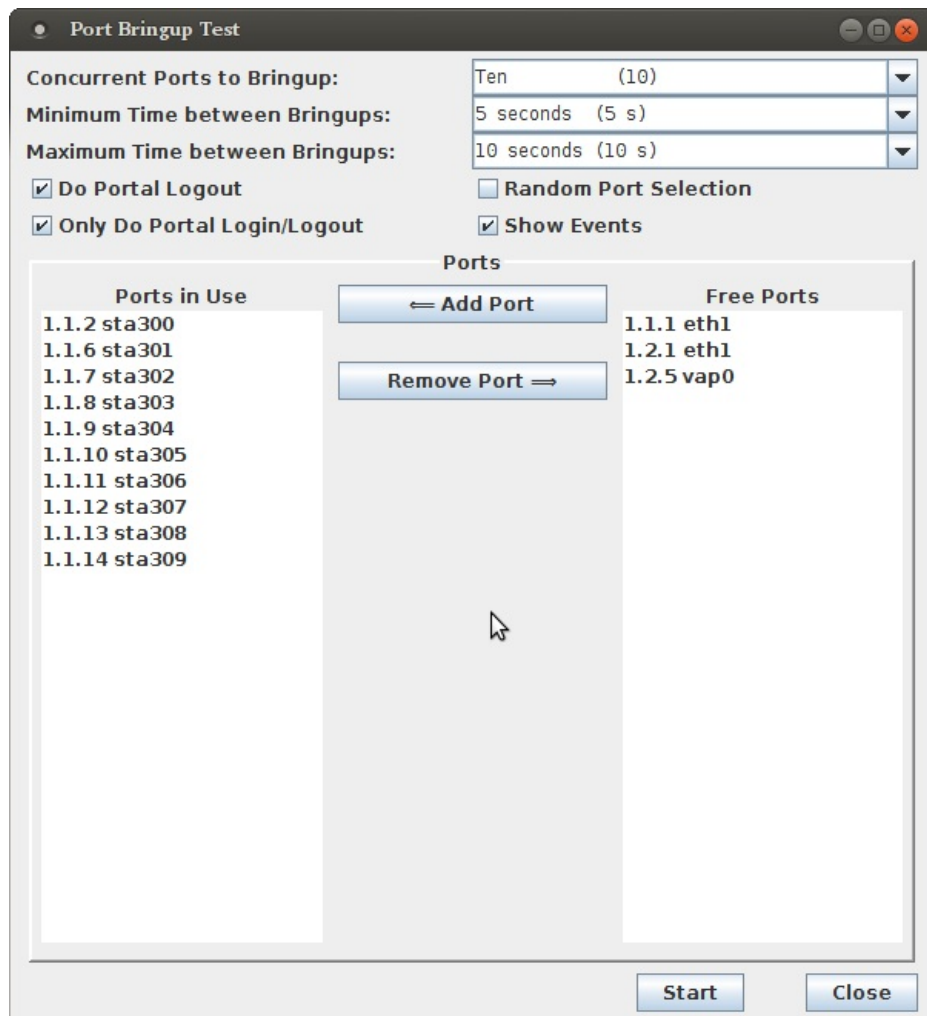 Port Bringup Test
Concurrent Ports to Bringup:
Ten (10)
Minimum Time between Bringups:
5 seconds (5 s)
Maximum Time between Bringups:
10 seconds (10 s)
Do Portal Logout
Random Port Selection
Only Do Portal Login/Logout
Show Events
Ports
Ports in Use
1.1.2 sta300
1.1.6 sta301
1.1.7 sta302
1.1.8 sta303
1.1.9 sta304
1.1.10 sta305
1.1.11 sta306
1.1.12 sta307
1.1.13 sta308
1.1.14 sta309
⟸ Add Port
Remove Port ⟹
Free Ports
1.1.1 eth1
1.2.1 eth1
1.2.5 vap0
Start
Close